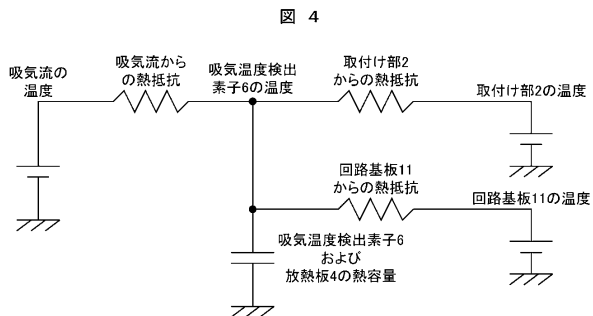 図 4
吸気流の
温度
吸気流から
の熱抵抗
吸気温度検出
素子6の温度
取付け部2
からの熱抵抗
取付け部2の温度
回路基板11
からの熱抵抗
回路基板11の温度
吸気温度検出素子6
および
放熱板4の熱容量